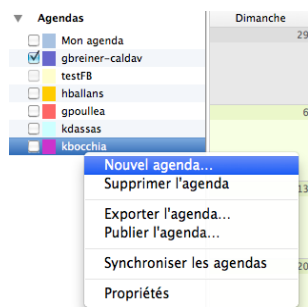 Agendas
Dimanche
29
Mon agenda
gbreiner-caldav
testFB
hballans
gpoullea
6
kdassas
kbocchia
Nouvel agenda...
Supprimer l'agenda
13
Exporter l'agenda...
Publier l'agenda...
Synchroniser les agendas
20
Propriétés